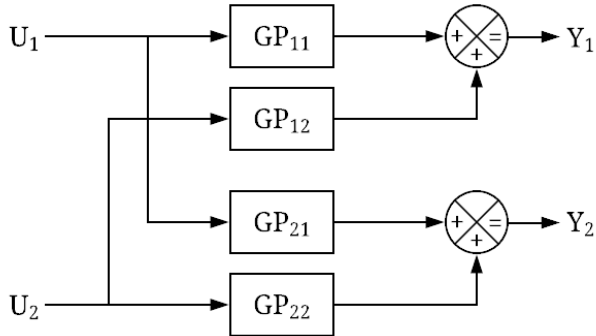 U₁ GP₁₁ + = + Y₁
GP₁₂
GP₂₁ + = + Y₂
U₂ GP₂₂